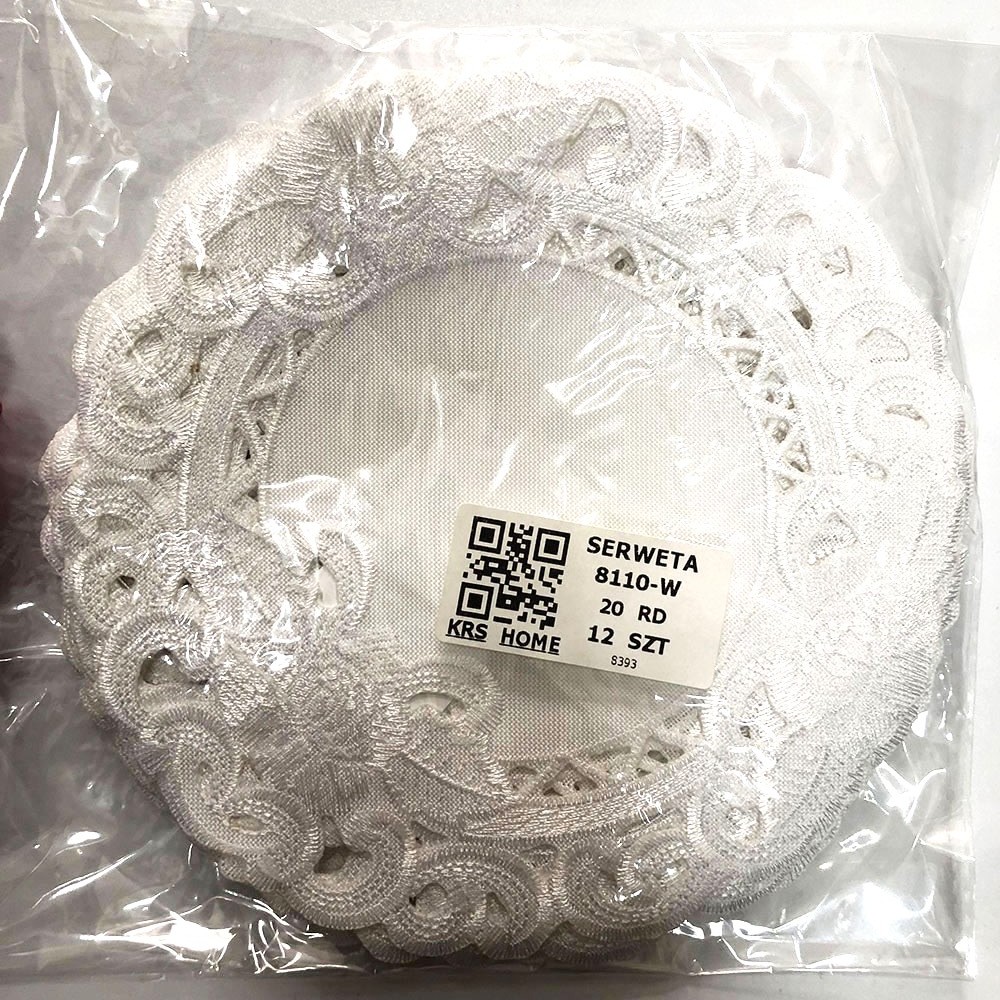 SERWETA
8110-W
20 RD
12 SZT
8393
KRS HOME